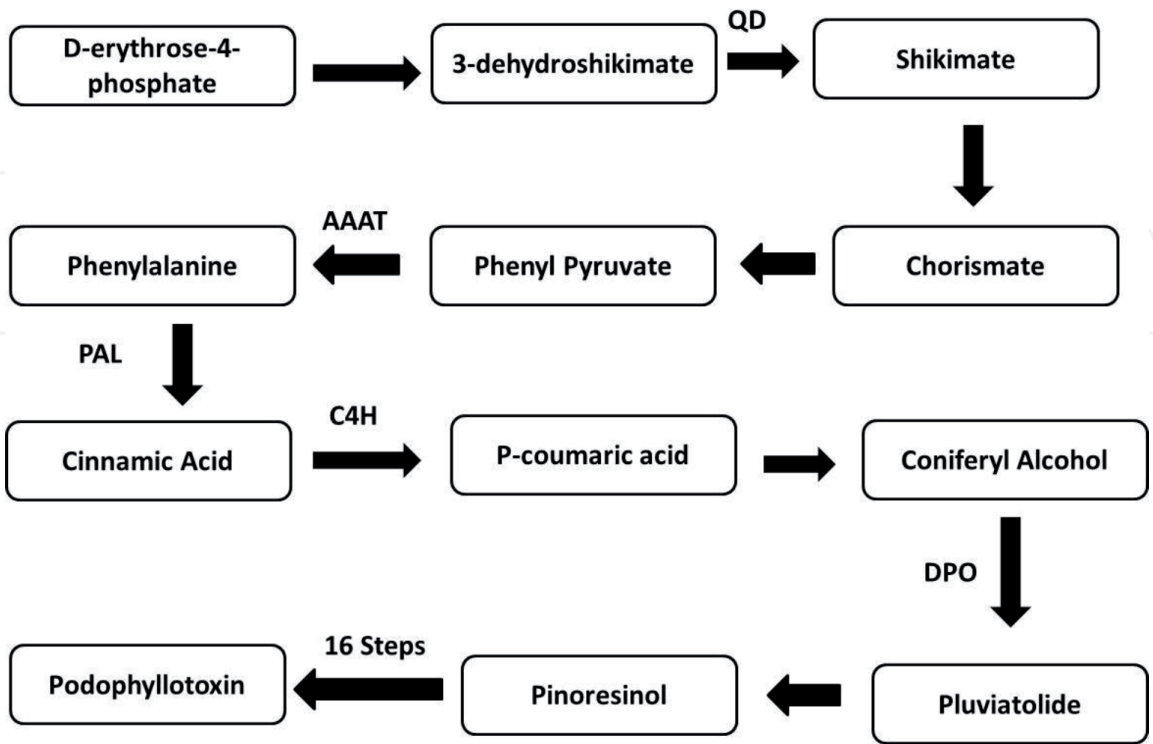 D-erythrose-4-
phosphate
3-dehydroshikimate
QD
Shikimate
AAAT
Phenylalanine
Phenyl Pyruvate
Chorismate
PAL
C4H
Cinnamic Acid
P-coumaric acid
Coniferyl Alcohol
DPO
16 Steps
Podophyllotoxin
Pinoresinol
Pluviatolide